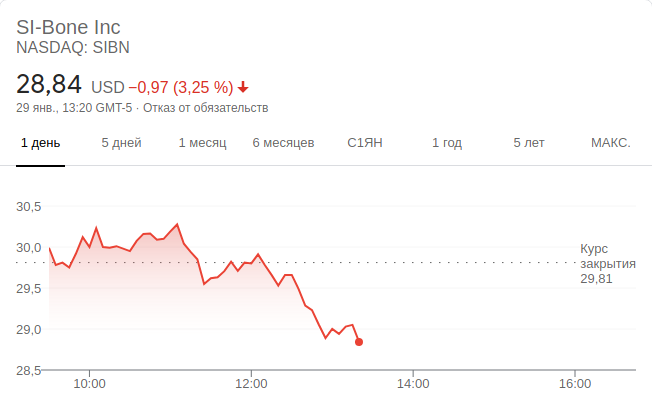 SI-Bone Inc
NASDAQ: SIBN
28,84 USD −0,97 (3,25 %)
29 янв., 13:20 GMT-5 · Отказ от обязательств
1 день 5 дней 1 месяц 6 месяцев С1ЯН 1 год 5 лет МАКС.
30,5
30,0
Курс
закрытия
29,81
29,5
29,0
28,5
10:00 12:00 14:00 16:00